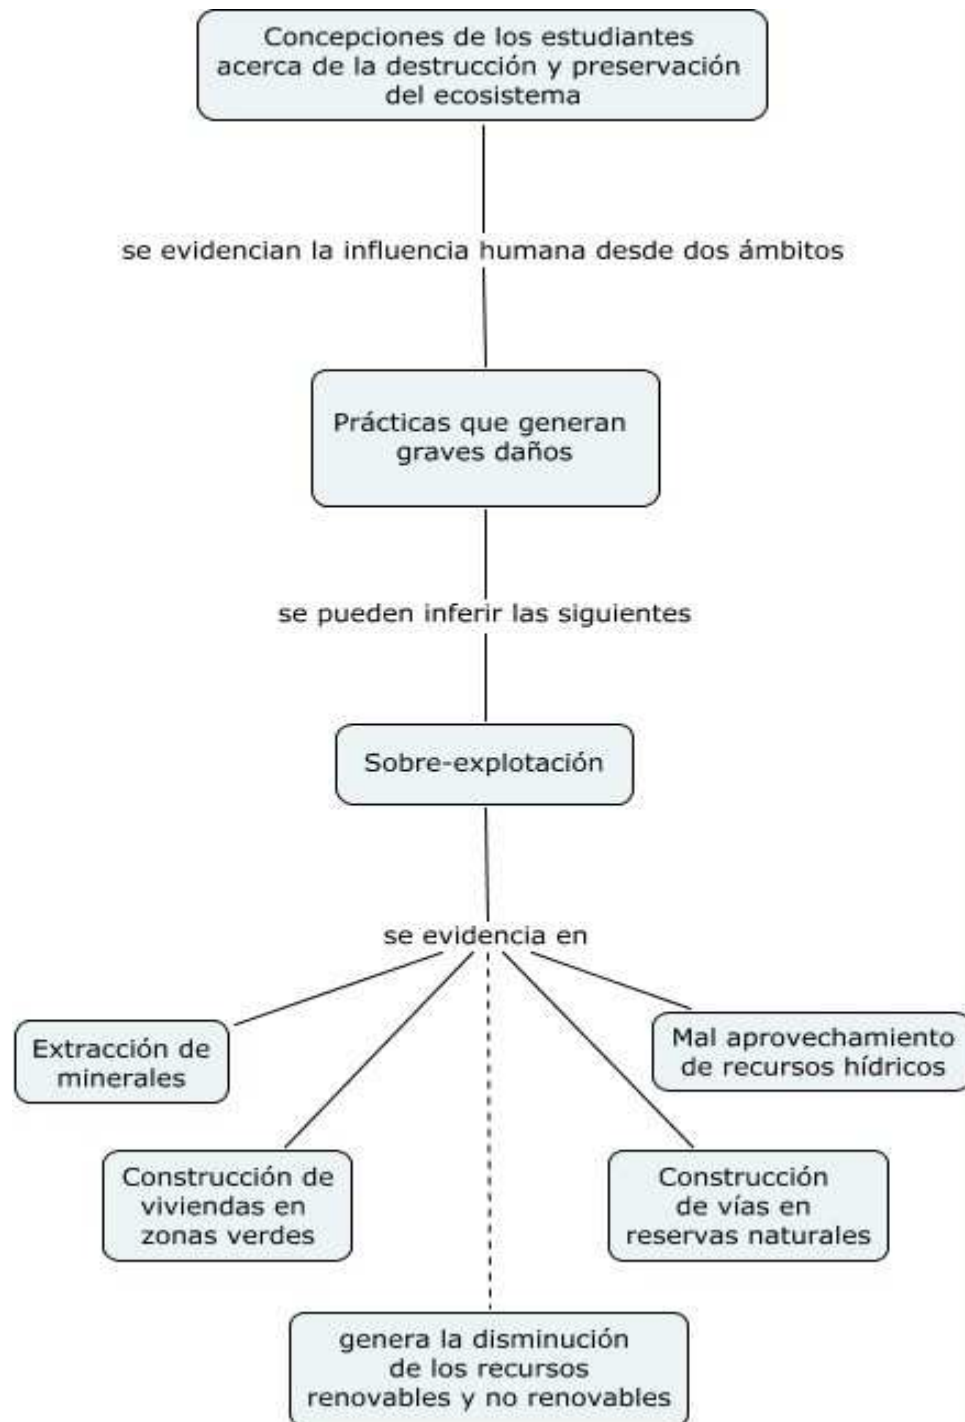 Concepciones de los estudiantes
acerca de la destrucción y preservación
del ecosistema
se evidencian la influencia humana desde dos ámbitos
Prácticas que generan
graves daños
se pueden inferir las siguientes
Sobre-explotación
se evidencia en
Extracción de
minerales
Mal aprovechamiento
de recursos hídricos
Construcción de
viviendas en
zonas verdes
Construcción
de vías en
reservas naturales
genera la disminución
de los recursos
renovables y no renovables